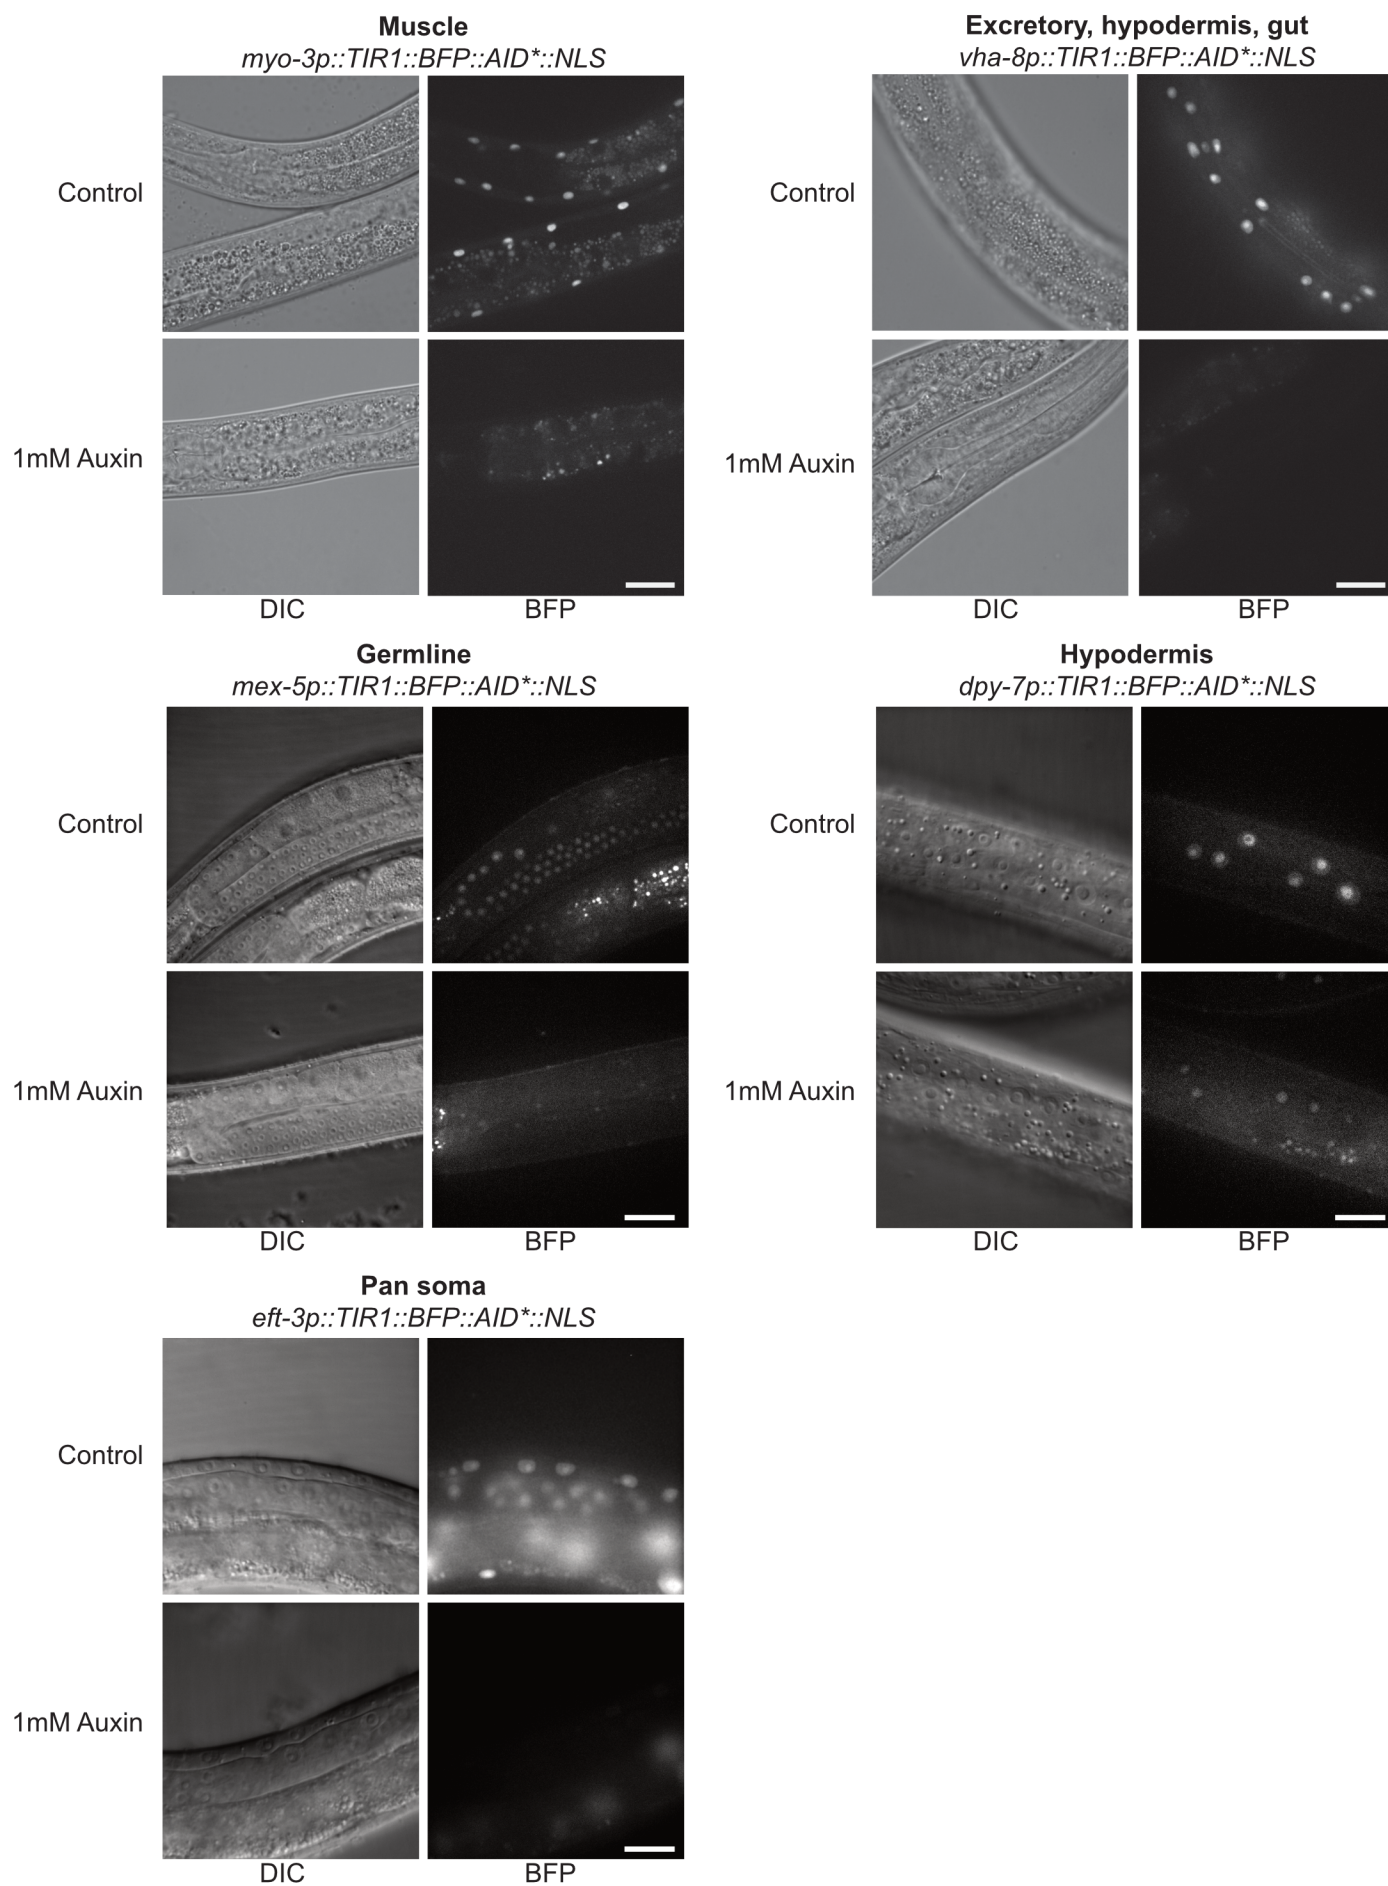 Muscle
myo-3p::TIR1::BFP::AID*::NLS
Control
1mM Auxin
DIC BFP
Excretory, hypodermis, gut
vha-8p::TIR1::BFP::AID*::NLS
Control
1mM Auxin
DIC BFP
Germline
mex-5p::TIR1::BFP::AID*::NLS
Control
1mM Auxin
DIC BFP
Hypodermis
dpy-7p::TIR1::BFP::AID*::NLS
Control
1mM Auxin
DIC BFP
Pan soma
eft-3p::TIR1::BFP::AID*::NLS
Control
1mM Auxin
DIC BFP